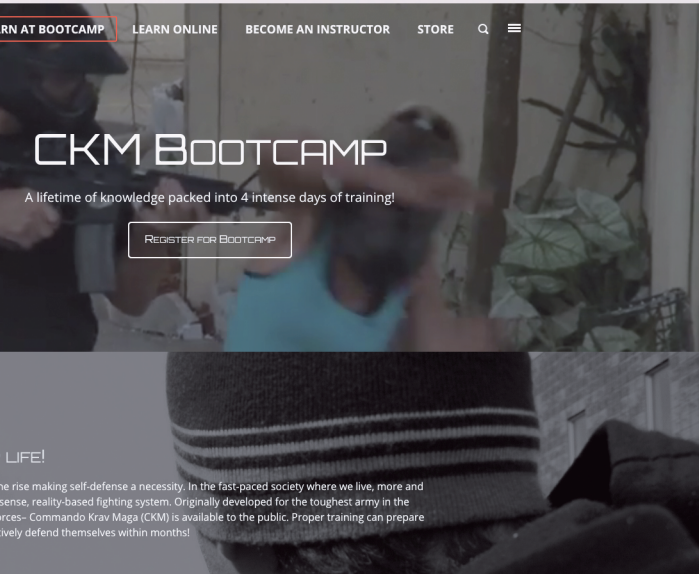 RN AT BOOTCAMP
LEARN ONLINE
BECOME AN INSTRUCTOR
STORE
CKM BOOTCAMP
A lifetime of knowledge packed into 4 intense days of training!
REGISTER FOR BOOTCAMP
LIFE!
ne rise making self-defense a necessity. In the fast-paced society where we live, more and
sense, reality-based fighting system. Originally developed for the toughest army in the
orces– Commando Krav Maga (CKM) is available to the public. Proper training can prepare
tively defend themselves within months!